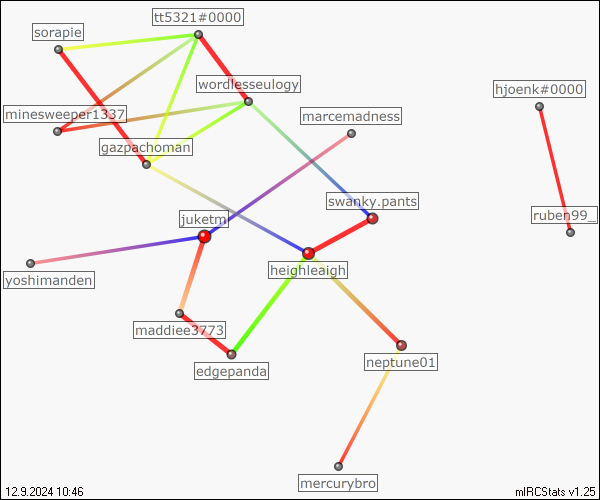 tt5321#0000
sorapie
wordlesseulogy
hjoenk#0000
minesweeper1337
marcemadness
gazpachoman
swanky.pants
juketm
ruben99_
heighleaigh
yoshimanden
maddiee3773
neptune01
edgepanda
mercurybro
12.9.2024 10:46
mIRCStats v1.25